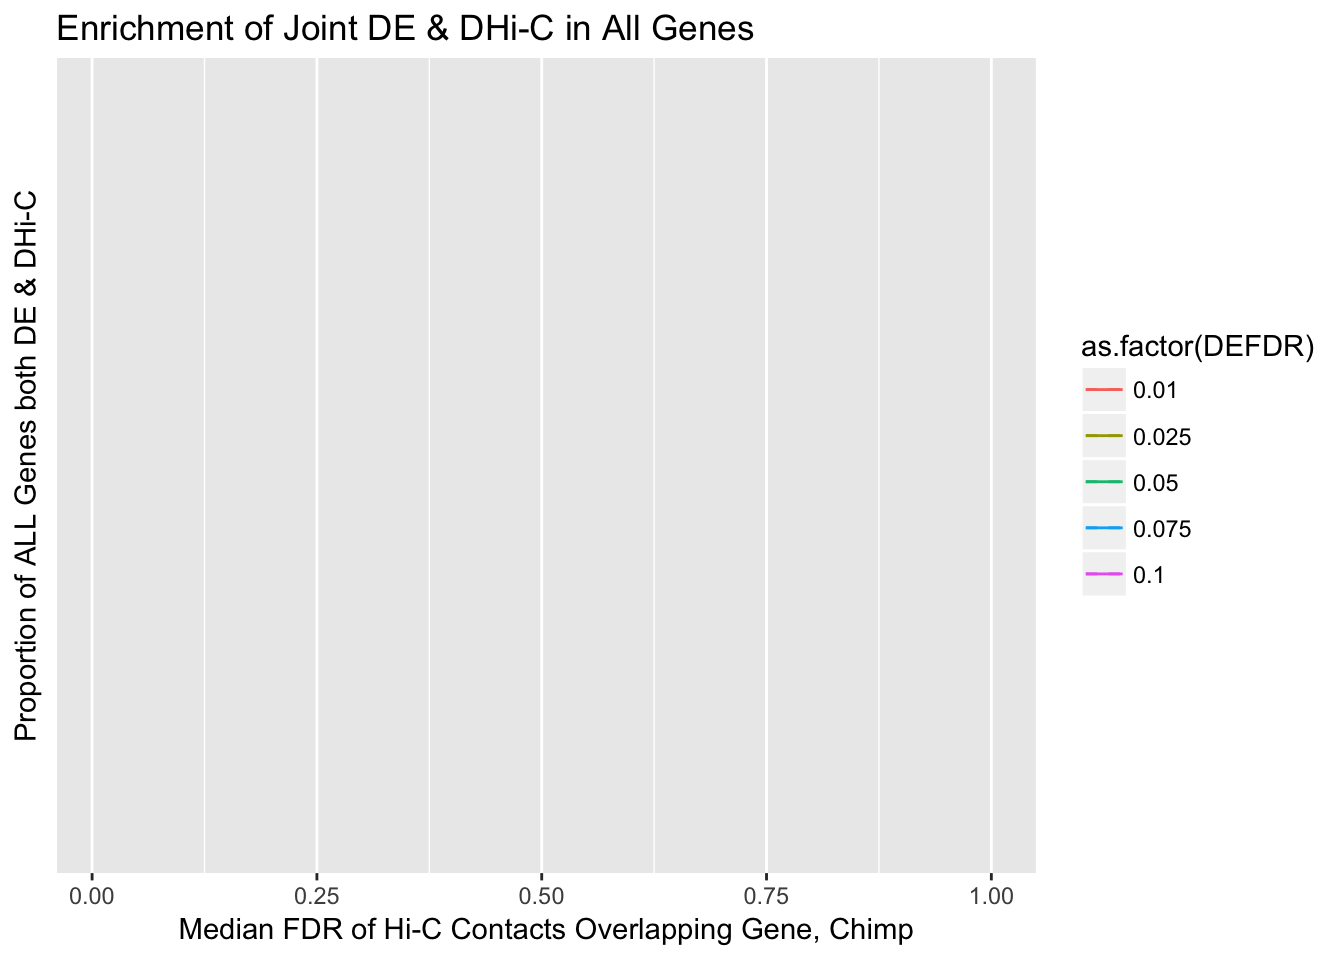 Enrichment of Joint DE & DHi-C in All Genes
Proportion of ALL Genes both DE & DHi-C
0.00
0.25
0.50
0.75
1.00
Median FDR of Hi-C Contacts Overlapping Gene, Chimp
as.factor(DEFDR)
0.01
0.025
0.05
0.075
0.1